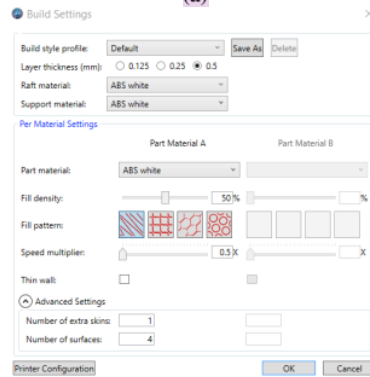 Build Settings
Build style profile: Default Save As Delete
Layer thickness (mm): 0.125 0.25 0.5
Raft material: ABS white
Support material: ABS white
Per Material Settings
Part Material A Part Material B
Part material: ABS white
Fill density: 50 % %
Fill pattern:
Speed multiplier: 0.5 X X
Thin wall:
Advanced Settings
Number of extra skins: 1
Number of surfaces: 4
Printer Configuration OK Cancel